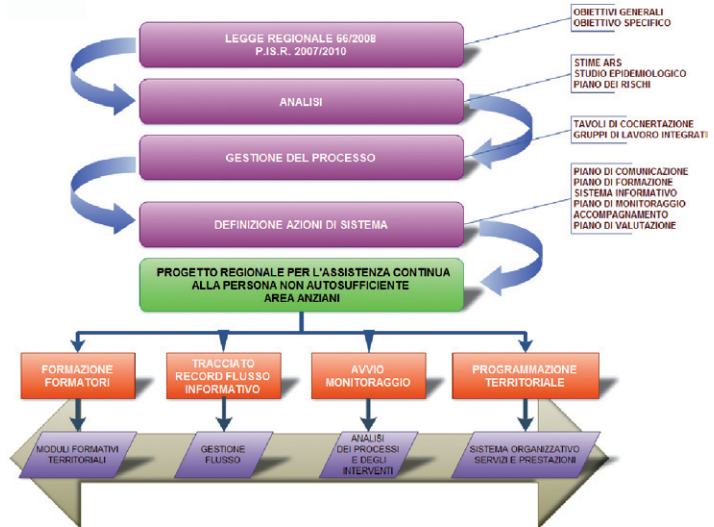 LEGGE REGIONALE 66/2008
P.IS.R. 2007/2010
OBIETTIVI GENERALI
OBIETTIVO SPECIFICO
ANALISI
STIME ARS
STUDIO EPIDEMIOLOGICO
PIANO DEI RISCHI
GESTIONE DEL PROCESSO
TAVOLI DI COCNERTAZIONE
GRUPPI DI LAVORO INTEGRATI
DEFINIZIONE AZIONI DI SISTEMA
PIANO DI COMUNICAZIONE
PIANO DI FORMAZIONE
SISTEMA INFORMATIVO
PIANO DI MONITORAGGIO
ACCOMPAGNAMENTO
PIANO DI VALUTAZIONE
PROGETTO REGIONALE PER L'ASSISTENZA CONTINUA
ALLA PERSONA NON AUTOSUFFICIENTE
AREA ANZIANI
FORMAZIONE
FORMATORI
TRACCIATO
RECORD FLUSSO
INFORMATIVO
AVVIO
MONITORAGGIO
PROGRAMMAZIONE
TERRITORIALE
MODULI FORMATIVI
TERRITORIALI
GESTIONE
FLUSSO
ANALISI
DEI PROCESSI
E DEGLI
INTERVENTI
SISTEMA ORGANIZZATIVO
SERVIZI E PRESTAZIONI